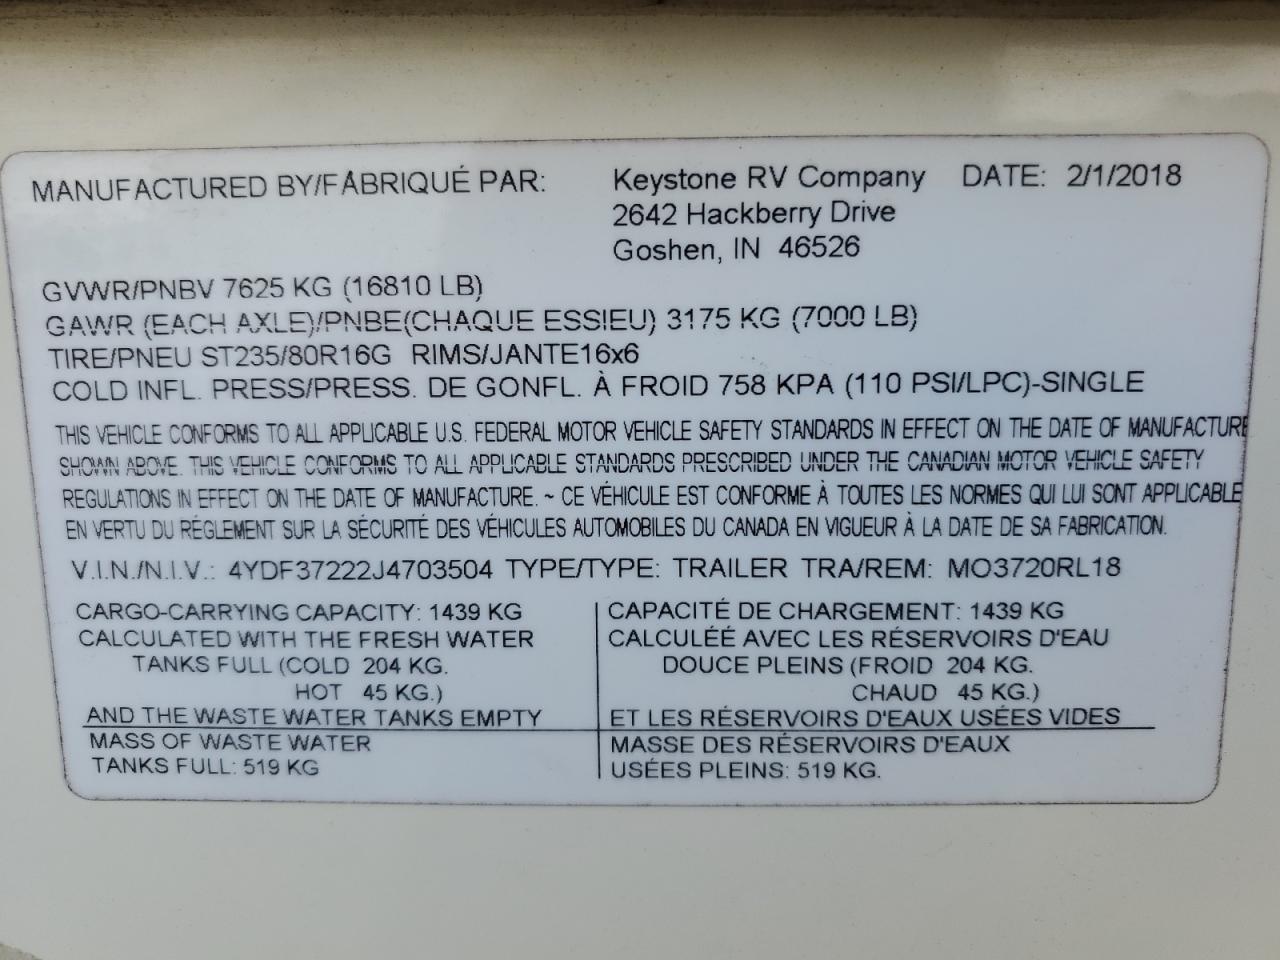 MANUFACTURED BY/FABRIQUÉ PAR: Keystone RV Company DATE: 2/1/2018
2642 Hackberry Drive
Goshen, IN 46526
GVWR/PNBV 7625 KG (16810 LB)
GAWR (EACH AXLE)/PNBE(CHAQUE ESSIEU) 3175 KG (7000 LB)
TIRE/PNEU ST235/80R16G RIMS/JANTE16x6
COLD INFL. PRESS/PRESS. DE GONFL. À FROID 758 KPA (110 PSI/LPC)-SINGLE
THIS VEHICLE CONFORMS TO ALL APPLICABLE U.S. FEDERAL MOTOR VEHICLE SAFETY STANDARDS IN EFFECT ON THE DATE OF MANUFACTURE
SHOWN ABOVE. THIS VEHICLE CONFORMS TO ALL APPLICABLE STANDARDS PRESCRIBED UNDER THE CANADIAN MOTOR VEHICLE SAFETY
REGULATIONS IN EFFECT ON THE DATE OF MANUFACTURE. ~ CE VÉHICULE EST CONFORME À TOUTES LES NORMES QUI LUI SONT APPLICABLE
EN VERTU DU RÉGLEMENT SUR LA SÉCURITÉ DES VÉHICULES AUTOMOBILES DU CANADA EN VIGUEUR À LA DATE DE SA FABRICATION.
V.I.N./N.I.V.: 4YDF37222J4703504 TYPE/TYPE: TRAILER TRA/REM: MO3720RL18
CARGO-CARRYING CAPACITY: 1439 KG
CALCULATED WITH THE FRESH WATER
TANKS FULL (COLD 204 KG.
HOT 45 KG.)
AND THE WASTE WATER TANKS EMPTY
MASS OF WASTE WATER
TANKS FULL: 519 KG
CAPACITÉ DE CHARGEMENT: 1439 KG
CALCULÉÉ AVEC LES RÉSERVOIRS D'EAU
DOUCE PLEINS (FROID 204 KG.
CHAUD 45 KG.)
ET LES RÉSERVOIRS D'EAUX USÉES VIDES
MASSE DES RÉSERVOIRS D'EAUX
USÉES PLEINS: 519 KG.